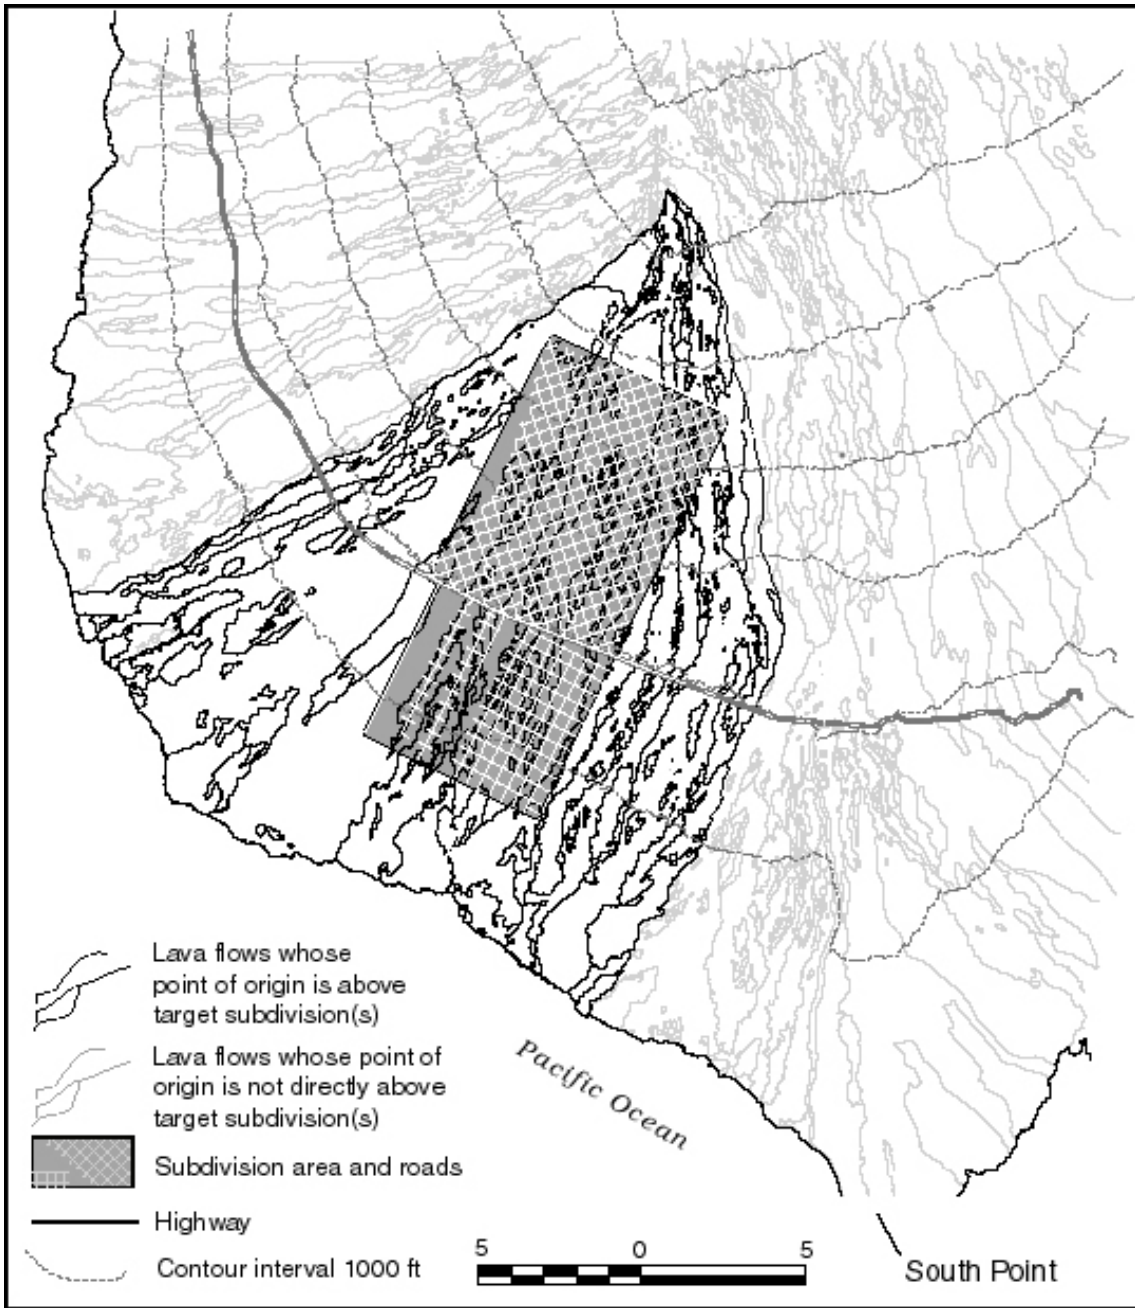 Lava flows whose
point of origin is above
target subdivision(s)
Lava flows whose point of
origin is not directly above
target subdivision(s)
Subdivision area and roads
Highway
Contour interval 1000 ft
Pacific Ocean
5 0 5
South Point